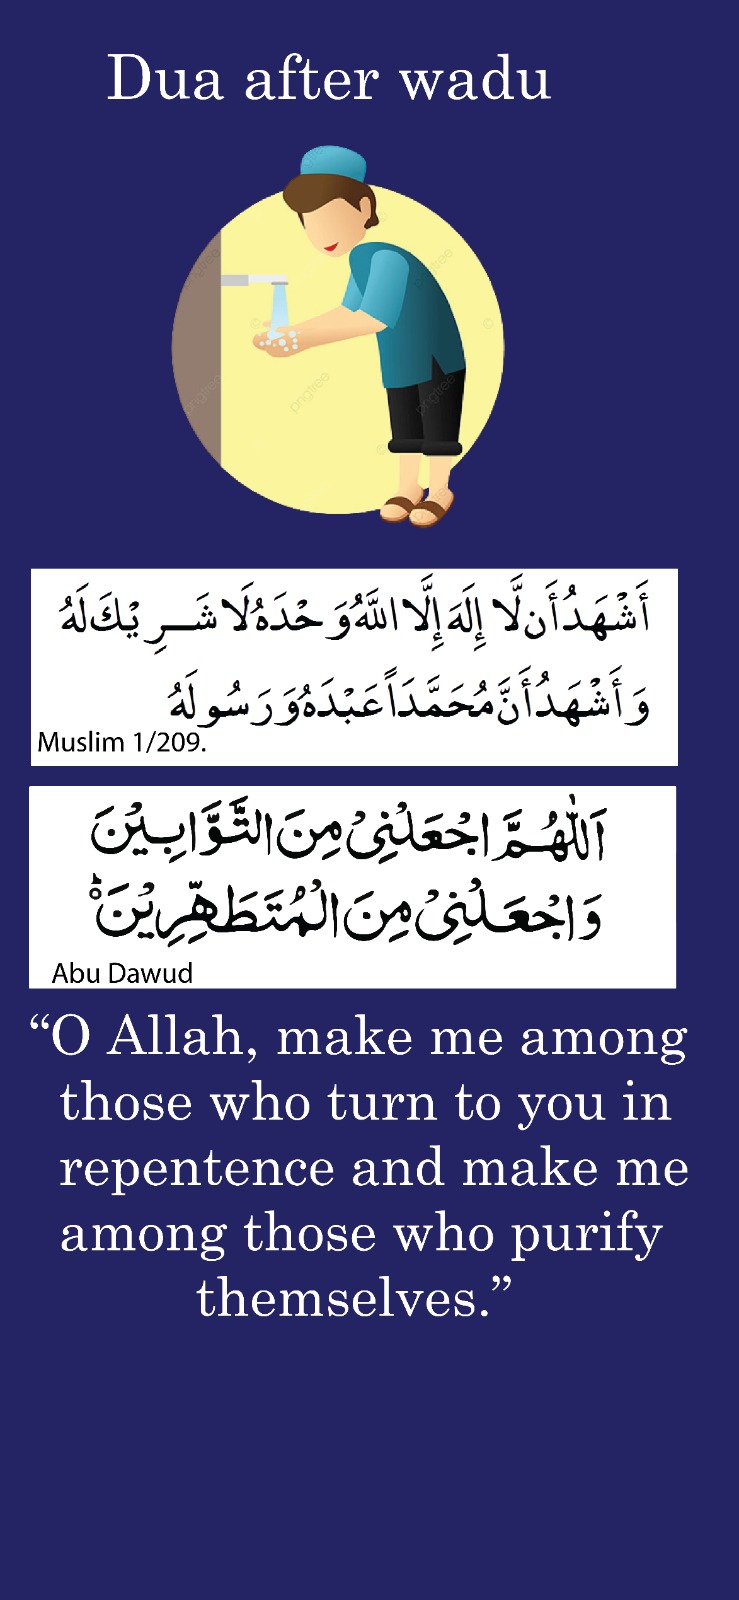 Dua after wadu
أَشْهَدُ أَن لَّا إِلَهَ إِلَّا اللَّهُ وَحْدَهُ لَا شَرِيْكَ لَهُ
وَأَشْهَدُ أَنَّ مُحَمَّدَاً عَبْدَهُ وَرَسُولَهُ
Muslim 1/209.
اَللّٰهُمَّ اجْعَلْنِيْ مِنَ التَّوَّابِيْنَ
وَاجْعَلْنِيْ مِنَ الْمُتَطَهِّرِيْنَ
Abu Dawud
“O Allah, make me among
those who turn to you in
repentence and make me
among those who purify
themselves.”